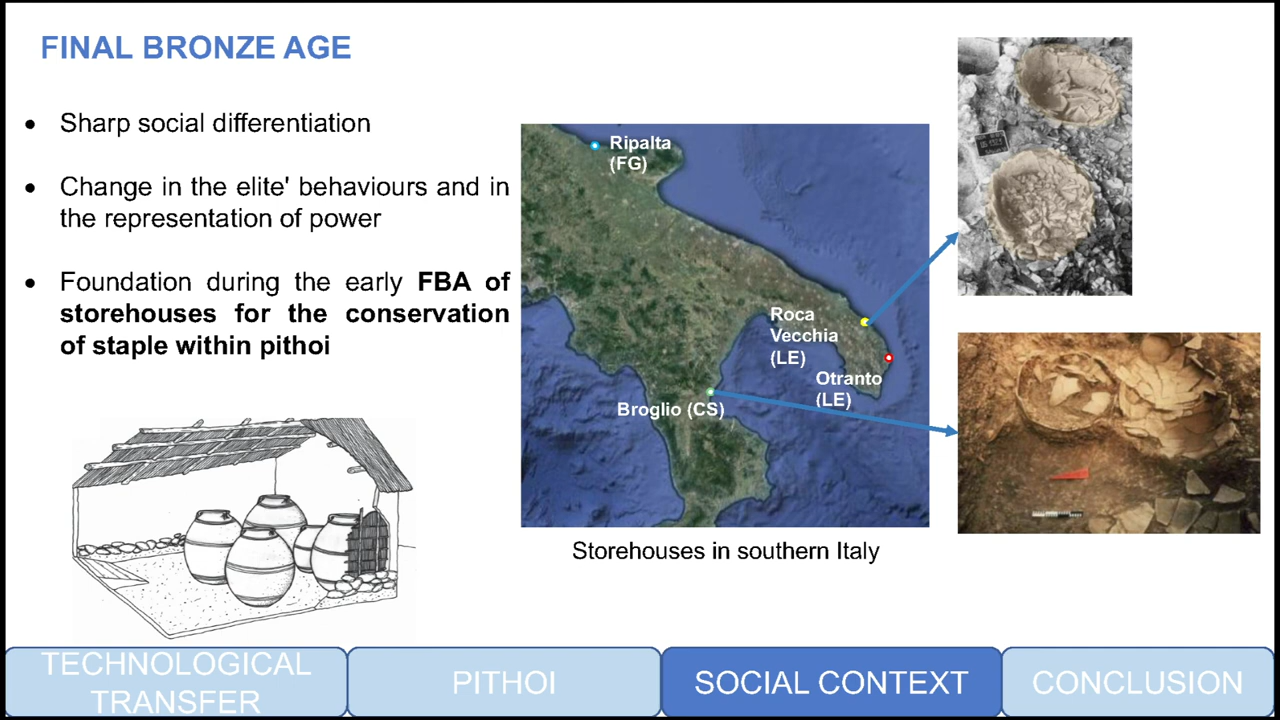 FINAL BRONZE AGE
• Sharp social differentiation
• Change in the elite' behaviours and in
the representation of power
• Foundation during the early FBA of
storehouses for the conservation
of staple within pithoi
Ripalta
(FG)
Roca
Vecchia
(LE)
Otranto
(LE)
Broglio (CS)
Storehouses in southern Italy
TECHNOLOGICAL
TRANSFER
PITHOI
SOCIAL CONTEXT
CONCLUSION